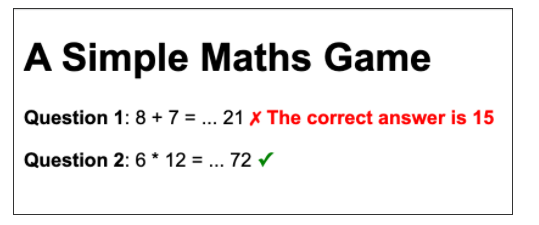 A Simple Maths Game
Question 1: 8 + 7 = ... 21 ✗ The correct answer is 15
Question 2: 6 * 12 = ... 72 ✓